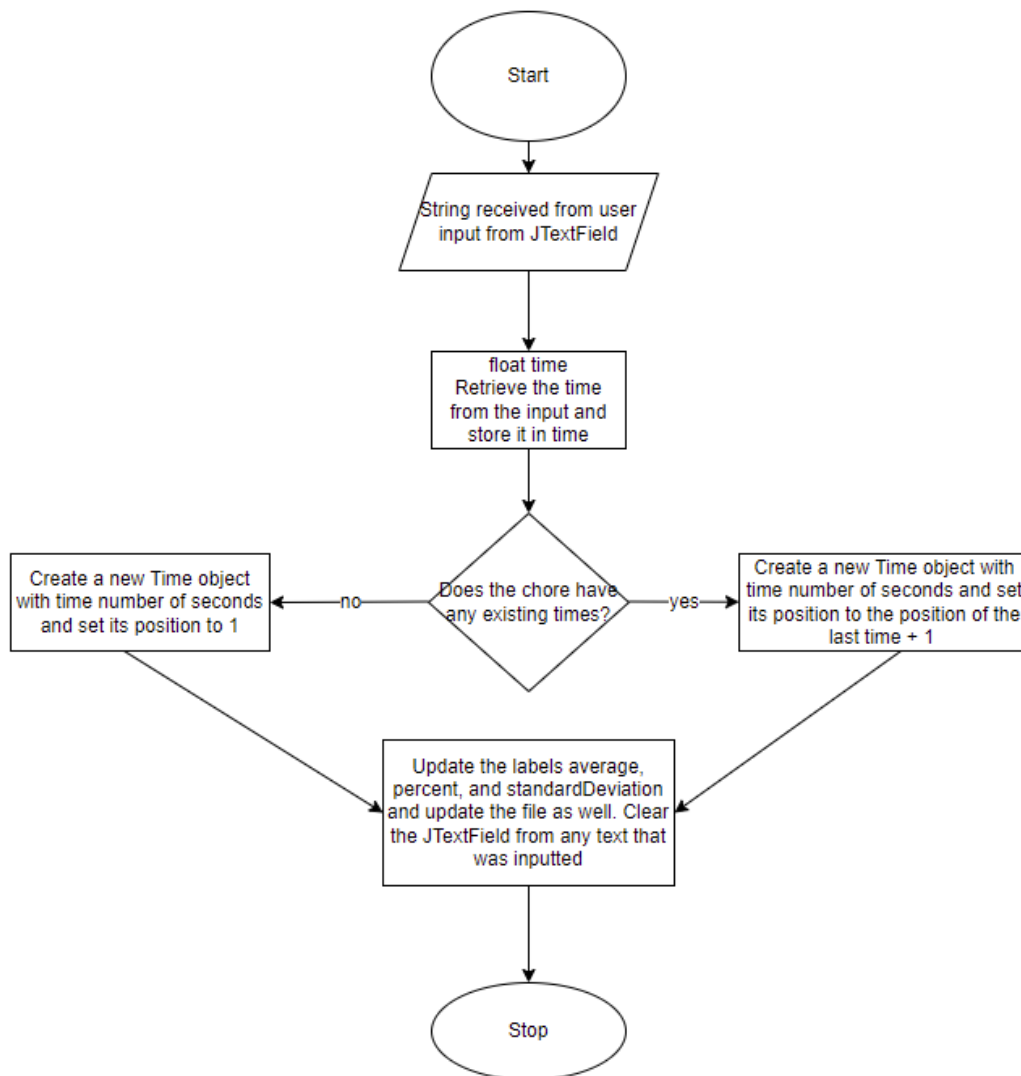 Start
String received from user
input from JTextField
float time
Retrieve the time
from the input and
store it in time
Does the chore have
any existing times?
no
yes
Create a new Time object
with time number of seconds
and set its position to 1
Create a new Time object with
time number of seconds and set
its position to the position of the
last time + 1
Update the labels average,
percent, and standardDeviation
and update the file as well. Clear
the JTextField from any text that
was inputted
Stop